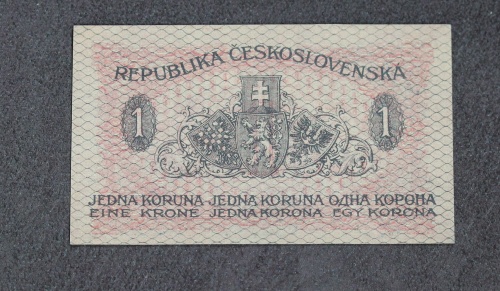 REPUBLIKA ČESKOSLOVENSKÁ
1 1
JEDNA KORUNA JEDNA KORUNA ОДНА КОРОНА
EINE KRONE JEDNA KORONA EGY KORONA